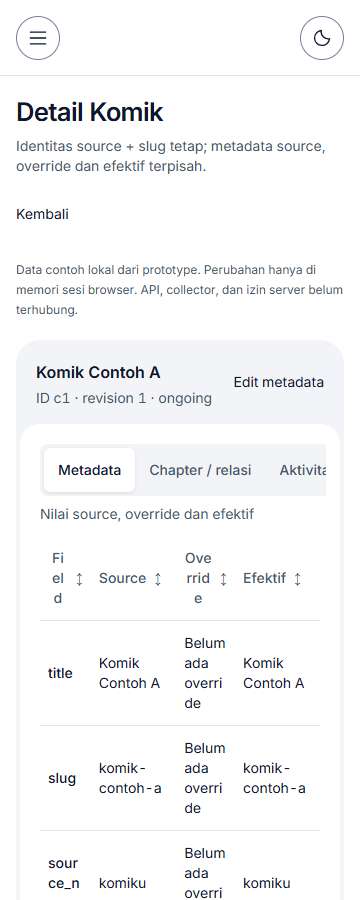 Detail Komik
Identitas source + slug tetap; metadata source,
override dan efektif terpisah.
Kembali
Data contoh lokal dari prototype. Perubahan hanya di
memori sesi browser. API, collector, dan izin server belum
terhubung.
Komik Contoh A
ID c1 · revision 1 · ongoing
Edit metadata
Metadata Chapter / relasi Aktivita
Nilai source, override dan efektif
Fi
el
d
Source
Ove
rrid
e
Efektif
title
Komik
Contoh A
Belum
ada
overri
de
Komik
Contoh A
slug
komik-
contoh-a
Belum
ada
overri
de
komik-
contoh-a
sour
ce_n
komiku
Belum
ada
overri
komiku